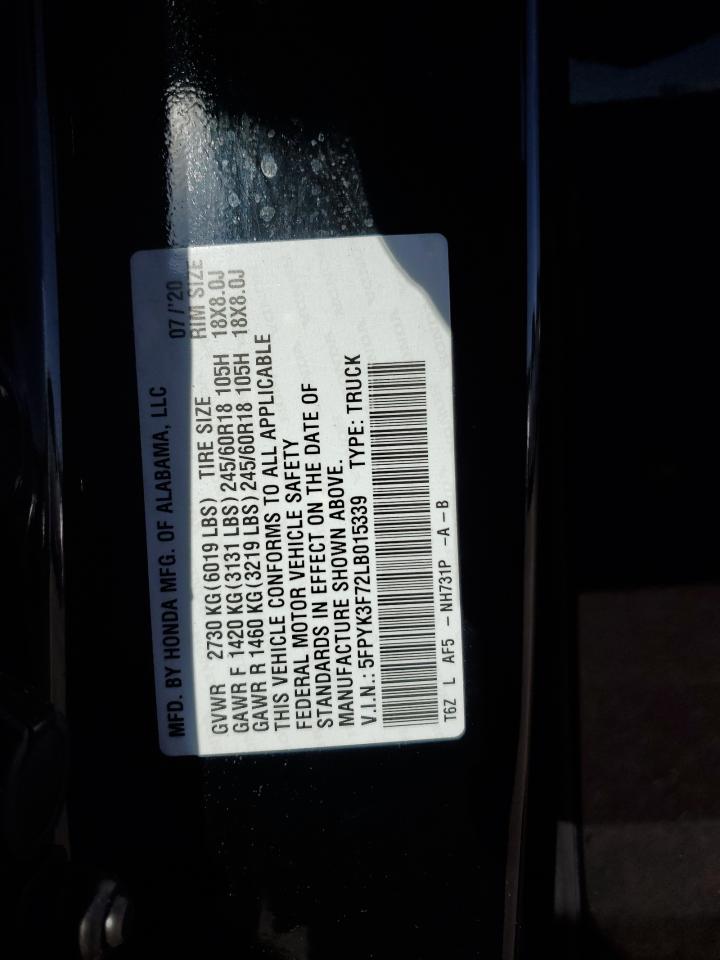 MFD. BY HONDA MFG. OF ALABAMA, LLC 07/'20
GVWR 2730 KG(6019 LBS) TIRE SIZE RIM SIZE
GAWR F 1420 KG(3131 LBS) 245/60R18 105H 18X8.0J
GAWR R 1460 KG(3219 LBS) 245/60R18 105H 18X8.0J
THIS VEHICLE CONFORMS TO ALL APPLICABLE
FEDERAL MOTOR VEHICLE SAFETY
STANDARDS IN EFFECT ON THE DATE OF
MANUFACTURE SHOWN ABOVE.
V.I.N.: 5FPYK3F72LB015339 TYPE: TRUCK
T6Z L AF5 - NH731P -A -B